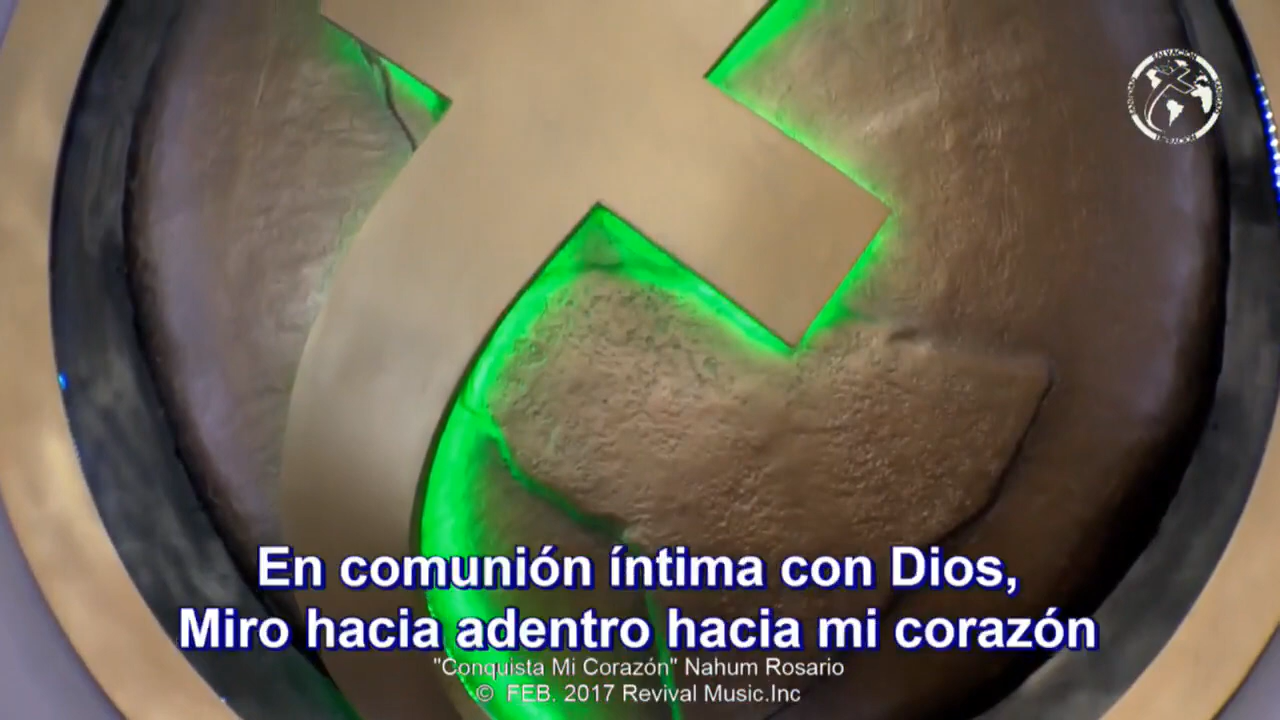 SALVACIÓN
En comunión íntima con Dios,
Miro hacia adentro hacia mi corazón
"Conquista Mi Corazón" Nahum Rosario
© FEB. 2017 Revival Music.Inc